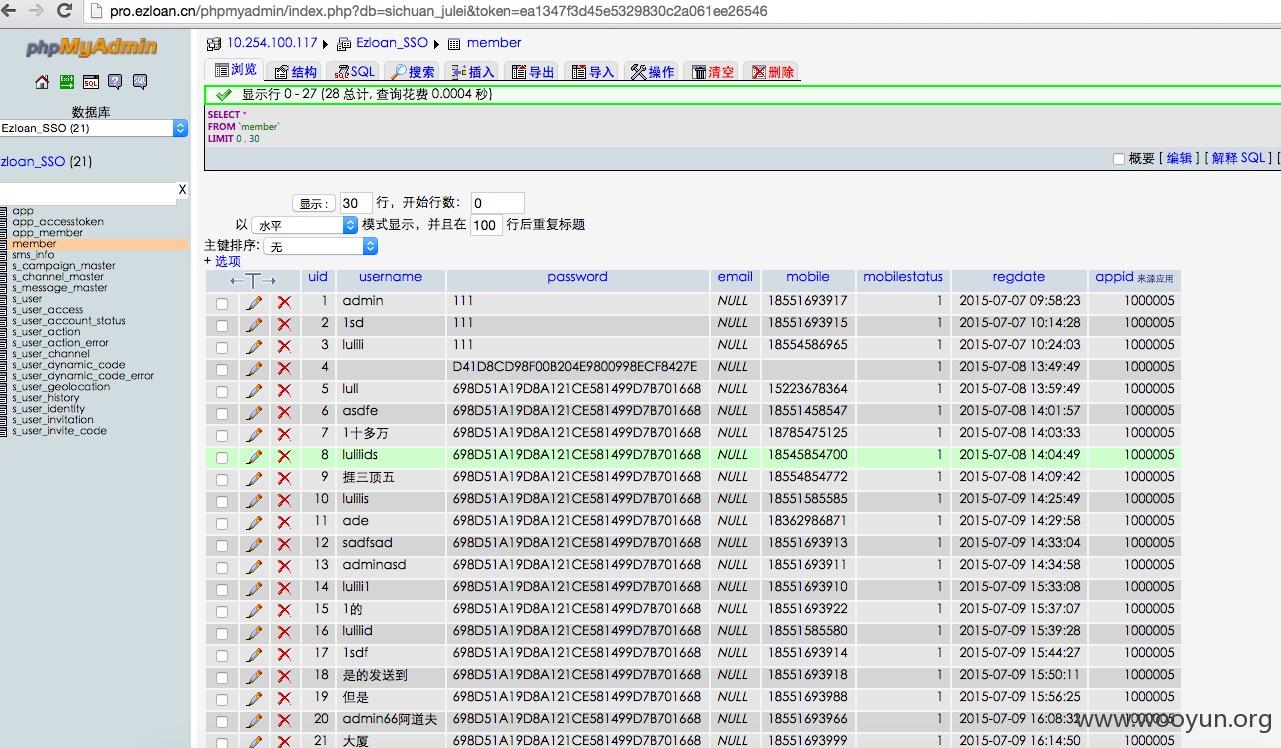 pro.ezloan.cn/phpmyadmin/index.php?db=sichuan_julei&token=ea1347f3d45e5329830c2a061ee26546
phpMyAdmin
数据库
Ezloan_SSO (21)
zloan_SSO (21)
X
app
app_accesstoken
app_member
member
sms_info
s_campaign_master
s_channel_master
s_message_master
s_user
s_user_access
s_user_account_status
s_user_action
s_user_action_error
s_user_channel
s_user_dynamic_code
s_user_dynamic_code_error
s_user_geolocation
s_user_history
s_user_identity
s_user_invitation
s_user_invite_code
10.254.100.117 ▸ Ezloan_SSO ▸ member
浏览 结构 SQL 搜索 插入 导出 导入 操作 清空 删除
显示行 0 - 27 (28 总计, 查询花费 0.0004 秒)
SELECT *
FROM `member`
LIMIT 0 , 30
概要 [ 编辑 ] [ 解释 SQL ] [
显示 : 30 行，开始行数: 0
以 水平 模式显示，并且在 100 行后重复标题
主键排序: 无
+ 选项
←T→ uid username password email mobile mobilestatus regdate appid 来源应用
1 admin 111 NULL 18551693917 1 2015-07-07 09:58:23 1000005
2 1sd 111 NULL 18551693915 1 2015-07-07 10:14:28 1000005
3 lulili 111 NULL 18554586965 1 2015-07-07 10:24:03 1000005
4 D41D8CD98F00B204E9800998ECF8427E NULL 1 2015-07-08 13:49:49 1000005
5 lull 698D51A19D8A121CE581499D7B701668 NULL 15223678364 1 2015-07-08 13:59:49 1000005
6 asdfe 698D51A19D8A121CE581499D7B701668 NULL 18551458547 1 2015-07-08 14:01:57 1000005
7 1十多万 698D51A19D8A121CE581499D7B701668 NULL 18785475125 1 2015-07-08 14:03:33 1000005
8 lulilids 698D51A19D8A121CE581499D7B701668 NULL 18545854700 1 2015-07-08 14:04:49 1000005
9 捱三顶五 698D51A19D8A121CE581499D7B701668 NULL 18554854772 1 2015-07-08 14:09:42 1000005
10 lulilis 698D51A19D8A121CE581499D7B701668 NULL 18551585585 1 2015-07-09 14:25:49 1000005
11 ade 698D51A19D8A121CE581499D7B701668 NULL 18362986871 1 2015-07-09 14:29:58 1000005
12 sadfsad 698D51A19D8A121CE581499D7B701668 NULL 18551693913 1 2015-07-09 14:33:04 1000005
13 adminasd 698D51A19D8A121CE581499D7B701668 NULL 18551693911 1 2015-07-09 14:34:58 1000005
14 lulili1 698D51A19D8A121CE581499D7B701668 NULL 18551693910 1 2015-07-09 15:33:08 1000005
15 1的 698D51A19D8A121CE581499D7B701668 NULL 18551693922 1 2015-07-09 15:37:07 1000005
16 lulilid 698D51A19D8A121CE581499D7B701668 NULL 18551585580 1 2015-07-09 15:39:28 1000005
17 1sdf 698D51A19D8A121CE581499D7B701668 NULL 18551693914 1 2015-07-09 15:44:27 1000005
18 是的发送到 698D51A19D8A121CE581499D7B701668 NULL 18551693918 1 2015-07-09 15:50:11 1000005
19 但是 698D51A19D8A121CE581499D7B701668 NULL 18551693988 1 2015-07-09 15:56:25 1000005
20 admin66阿道夫 698D51A19D8A121CE581499D7B701668 NULL 18551693966 1 2015-07-09 16:08:32 1000005
21 大厦 698D51A19D8A121CE581499D7B701668 NULL 18551693999 1 2015-07-09 16:14:50 1000005
www.wooyun.org